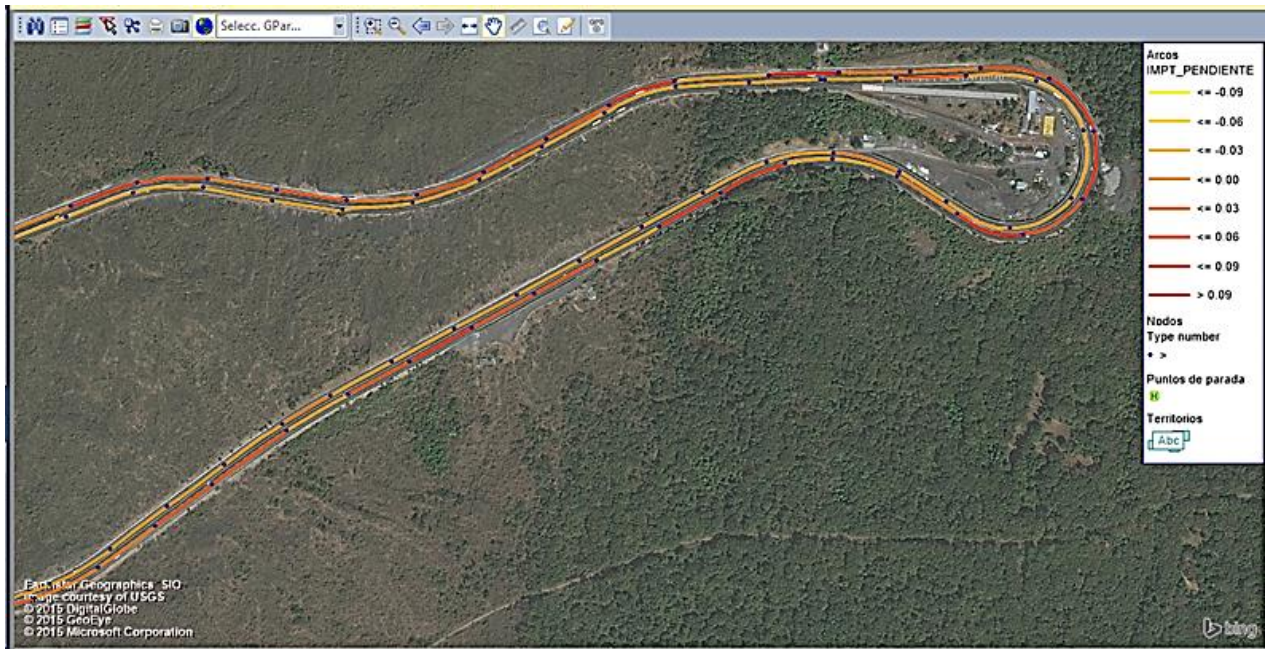 Selecc. GPar...
Arcos
IMPT_PENDIENTE
<= -0.09
<= -0.06
<= -0.03
<= 0.00
<= 0.03
<= 0.06
<= 0.09
> 0.09
Nodos
Type number
>
Puntos de parada
H
Territorios
Abc
Earthstar Geographics SIO
Image courtesy of USGS
© 2015 DigitalGlobe
© 2015 GeoEye
© 2015 Microsoft Corporation
bing